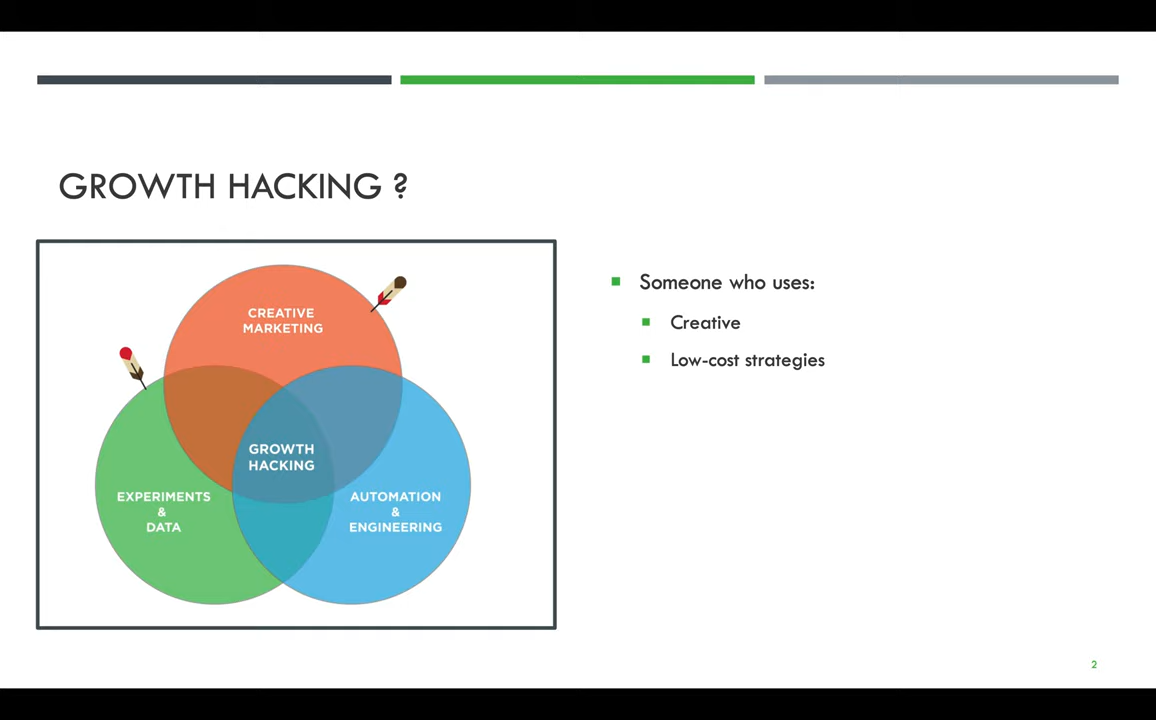 GROWTH HACKING ?
CREATIVE
MARKETING
GROWTH
HACKING
EXPERIMENTS
&
DATA
AUTOMATION
&
ENGINEERING
Someone who uses:
Creative
Low-cost strategies
2